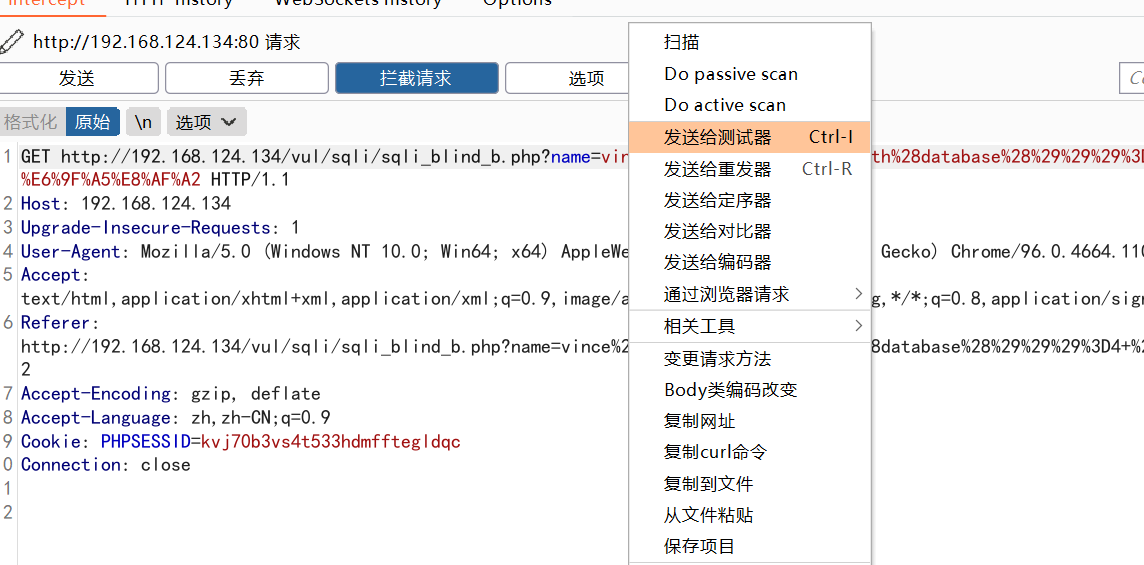 Intercept HTTP history WebSockets history Options
http://192.168.124.134:80 请求
发送 丢弃 拦截请求 选项
格式化 原始 \n 选项
1 GET http://192.168.124.134/vul/sqli/sqli_blind_b.php?name=vin th%28database%28%29%29%29%3D
%E6%9F%A5%E8%AF%A2 HTTP/1.1
2 Host: 192.168.124.134
3 Upgrade-Insecure-Requests: 1
4 User-Agent: Mozilla/5.0 (Windows NT 10.0; Win64; x64) AppleWe Gecko) Chrome/96.0.4664.110
5 Accept:
text/html,application/xhtml+xml,application/xml;q=0.9,image/a g,*/*;q=0.8,application/sign
6 Referer:
http://192.168.124.134/vul/sqli/sqli_blind_b.php?name=vince%2 8database%28%29%29%29%3D4+%2
2
7 Accept-Encoding: gzip, deflate
8 Accept-Language: zh,zh-CN;q=0.9
9 Cookie: PHPSESSID=kvj70b3vs4t533hdmfftegldqc
0 Connection: close
1
2
扫描
Do passive scan
Do active scan
发送给测试器 Ctrl-I
发送给重发器 Ctrl-R
发送给定序器
发送给对比器
发送给编码器
通过浏览器请求
相关工具
变更请求方法
Body类编码改变
复制网址
复制curl命令
复制到文件
从文件粘贴
保存项目